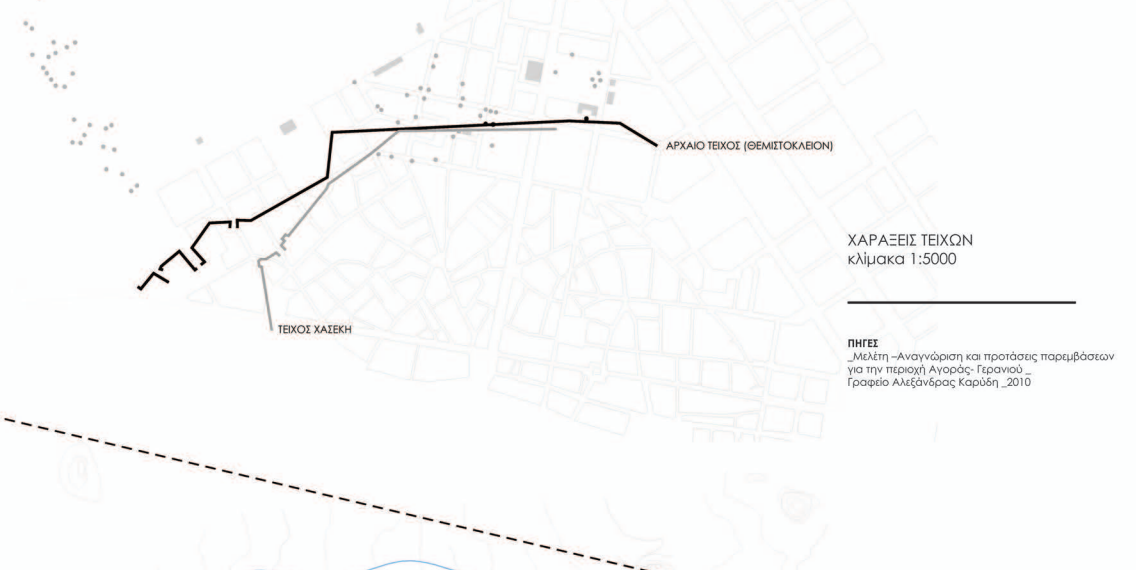 ΑΡΧΑΙΟ ΤΕΙΧΟΣ (ΘΕΜΙΣΤΟΚΛΕΙΟΝ)
ΤΕΙΧΟΣ ΧΑΣΕΚΗ
ΧΑΡΑΞΕΙΣ ΤΕΙΧΩΝ
κλίμακα 1:5000
ΠΗΓΕΣ
_Μελέτη –Αναγνώριση και προτάσεις παρεμβάσεων
για την περιοχή Αγοράς- Γερανιού _
Γραφείο Αλεξάνδρας Καρύδη _2010